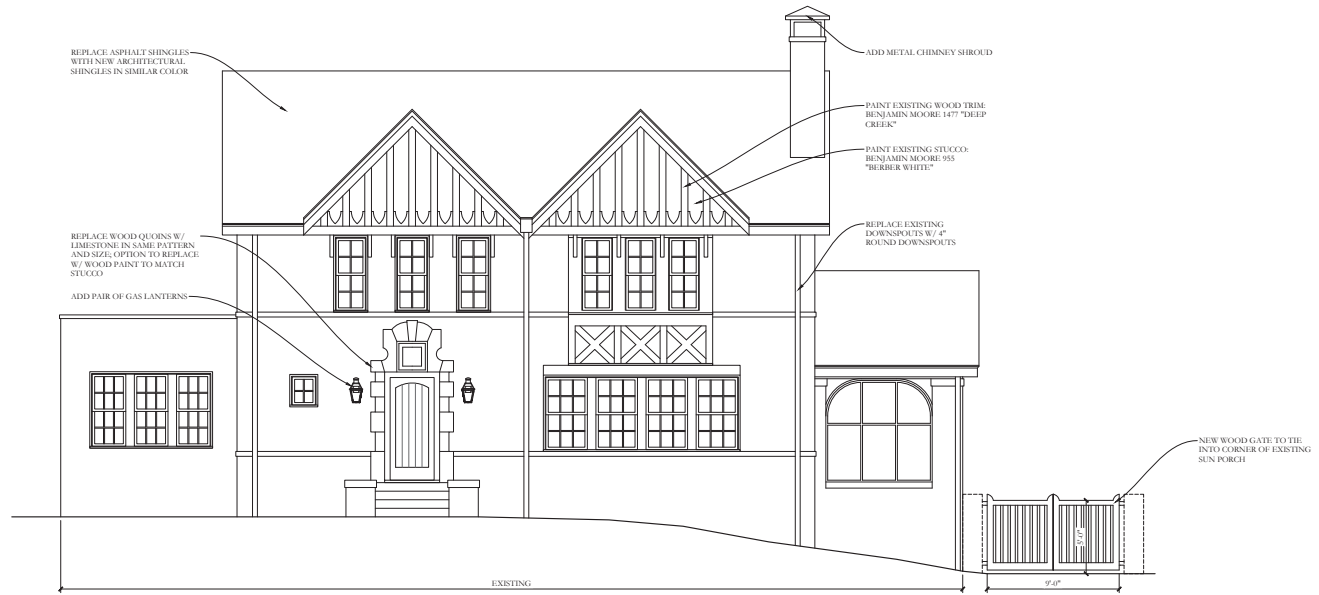 REPLACE ASPHALT SHINGLES
WITH NEW ARCHITECTURAL
SHINGLES IN SIMILAR COLOR
ADD METAL CHIMNEY SHROUD
PAINT EXISTING WOOD TRIM:
BENJAMIN MOORE 1477 "DEEP
CREEK"
PAINT EXISTING STUCCO:
BENJAMIN MOORE 955
"BERBER WHITE"
REPLACE WOOD QUOINS W/
LIMESTONE IN SAME PATTERN
AND SIZE; OPTION TO REPLACE
W/ WOOD PAINT TO MATCH
STUCCO
REPLACE EXISTING
DOWNSPOUTS W/ 4"
ROUND DOWNSPOUTS
ADD PAIR OF GAS LANTERNS
NEW WOOD GATE TO TIE
INTO CORNER OF EXISTING
SUN PORCH
5'-0"
EXISTING
9'-0"